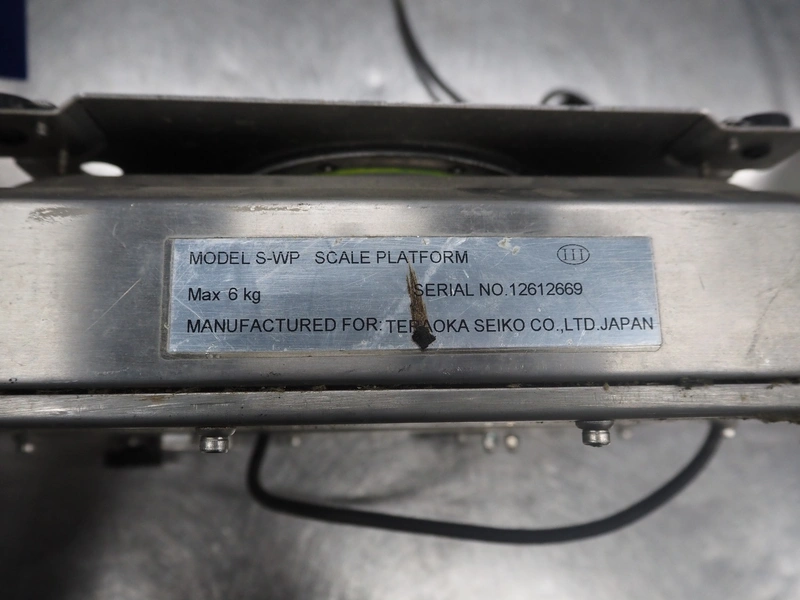 MODEL S-WP SCALE PLATFORM III
Max 6 kg SERIAL NO.12612669
MANUFACTURED FOR: TERAOKA SEIKO CO.,LTD.JAPAN